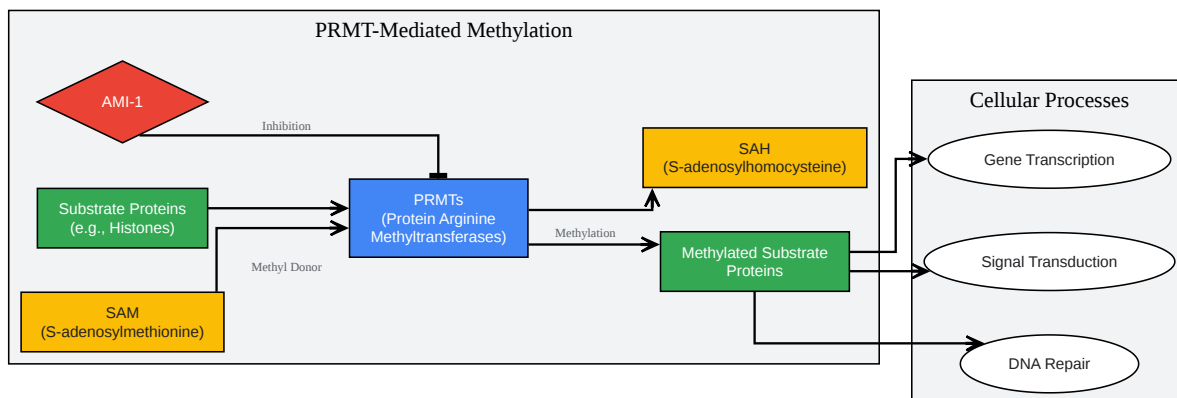 PRMT-Mediated Methylation
AMI-1
Inhibition
Substrate Proteins
(e.g., Histones)
PRMTs
(Protein Arginine
Methyltransferases)
SAH
(S-adenosylhomocysteine)
Methyl Donor
Methylation
SAM
(S-adenosylmethionine)
Methylated Substrate
Proteins
Cellular Processes
Gene Transcription
Signal Transduction
DNA Repair